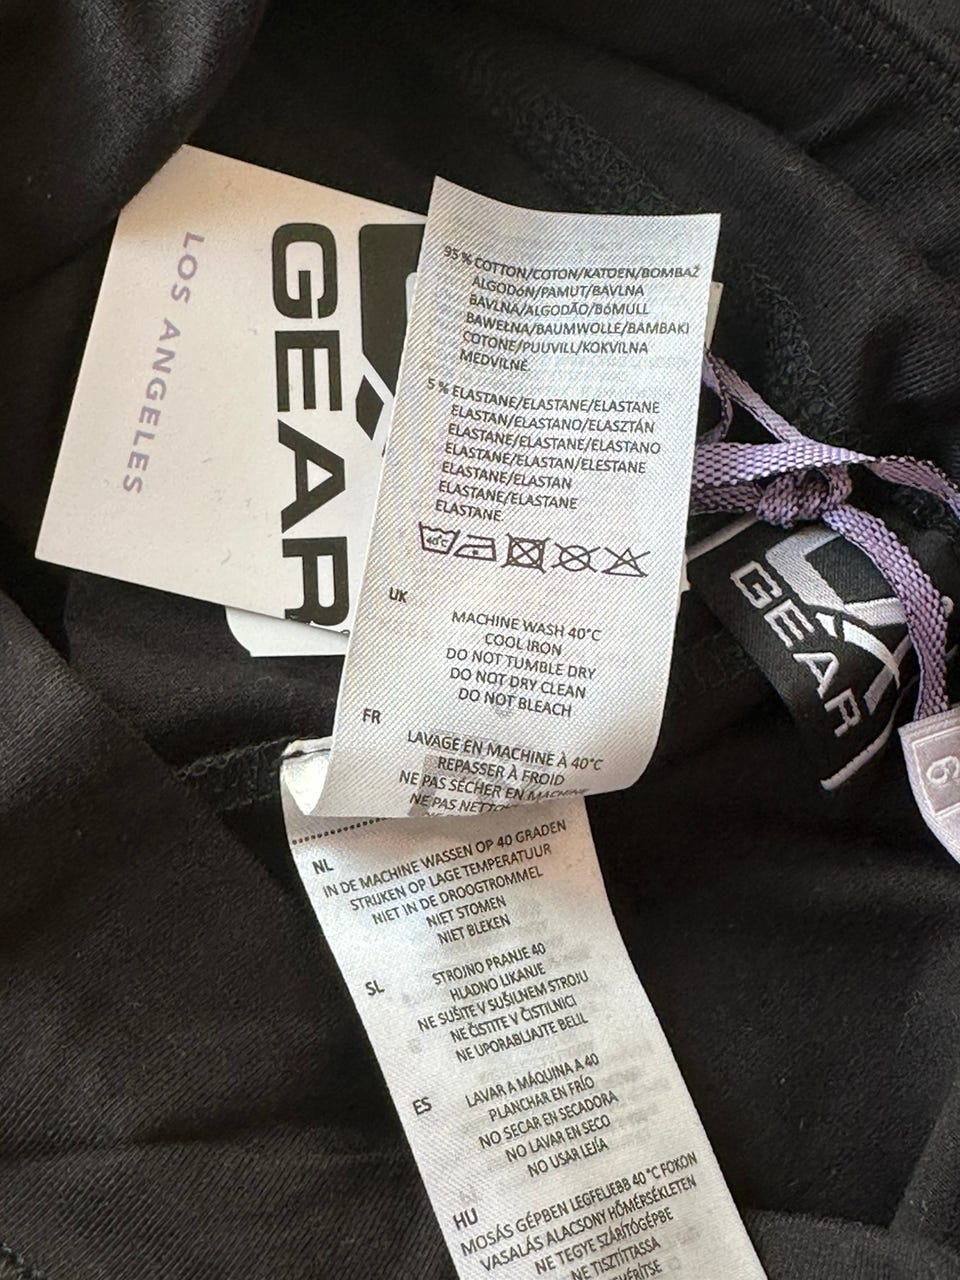 LOS ANGELES
GEAR
95 % COTTON/COTON/KATOEN/BOMBAŽ
ALGODóN/PAMUT/BAVLNA
BAVLNA/ALGODÃO/BóMULL
BAWEŁNA/BAUMWOLLE/BAMBAKI
COTONE/PUUVILL/KOKVILNA
MEDVILNĖ.
5 % ELASTANE/ELASTANE/ELASTANE
ELASTAN/ELASTANO/ELASZTÁN
ELASTANE/ELASTANE/ELASTANO
ELASTANE/ELASTAN/ELESTANE
ELASTANE/ELASTAN
ELASTANE/ELASTANE
ELASTANE.
40°C
UK
MACHINE WASH 40°C
COOL IRON
DO NOT TUMBLE DRY
DO NOT DRY CLEAN
DO NOT BLEACH
FR
LAVAGE EN MACHINE À 40°C
REPASSER À FROID
NE PAS SÉCHER EN MACHINE
NE PAS
NL
IN DE MACHINE WASSEN OP 40 GRADEN
STRIJKEN OP LAGE TEMPERATUUR
NIET IN DE DROOGTROMMEL
NIET STOMEN
NIET BLEKEN
SL
STROJNO PRANJE 40
HLADNO LIKANJE
NE SUŠITE V SUŠILNEM STROJU
NE ČISTITE V ČISTILNICI
NE UPORABLJAJTE BELIL
ES
LAVAR A MÁQUINA A 40
PLANCHAR EN FRÍO
NO SECAR EN SECADORA
NO LAVAR EN SECO
NO USAR LEJÍA
HU
MOSÁS GÉPBEN LEGFELJEBB 40 °C FOKON
VASALÁS ALACSONY HŐMÉRSÉKLETEN
NE TEGYE SZÁRÍTÓGÉPBE
NE TISZTÍTTASSA
LA
GEAR
6